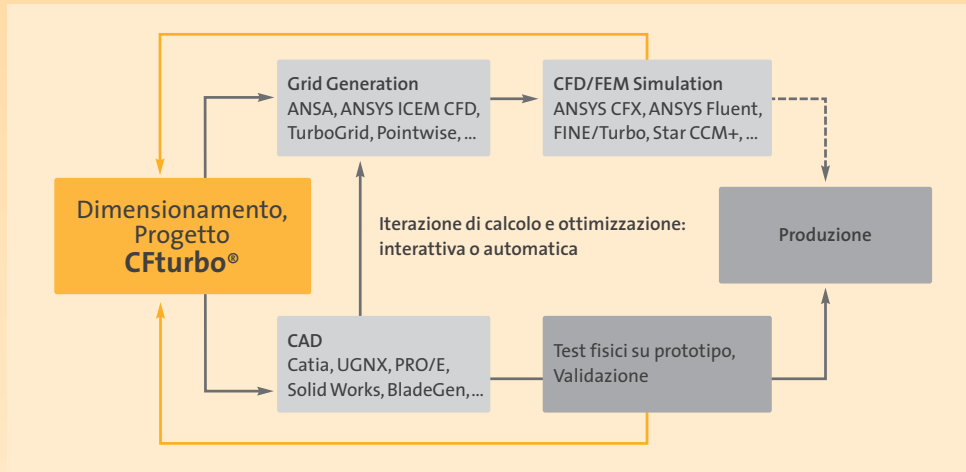 Grid Generation
ANSA, ANSYS ICEM CFD,
TurboGrid, Pointwise, ...
CFD/FEM Simulation
ANSYS CFX, ANSYS Fluent,
FINE/Turbo, Star CCM+, ...
Dimensionamento,
Progetto
CFturbo®
Iterazione di calcolo e ottimizzazione:
interattiva o automatica
Produzione
CAD
Catia, UGNX, PRO/E,
Solid Works, BladeGen,...
Test fisici su prototipo,
Validazione